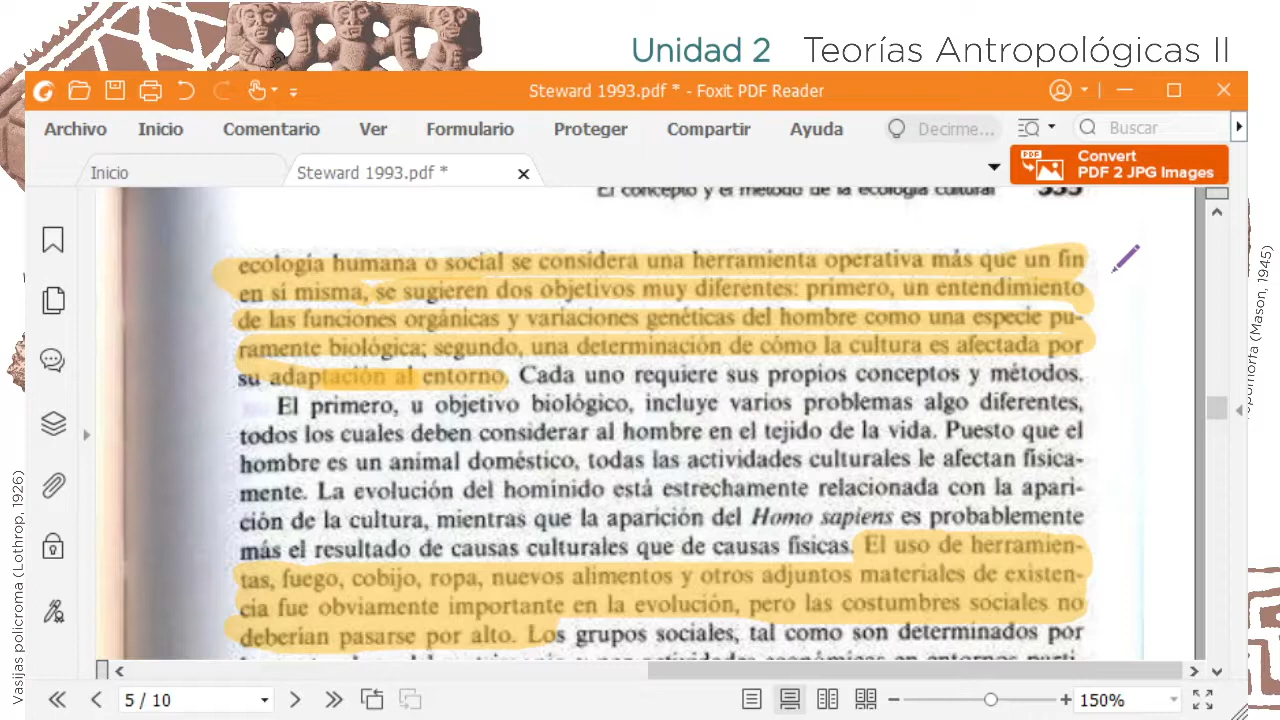 Unidad 2 Teorías Antropológicas II
Steward 1993.pdf * - Foxit PDF Reader
Archivo Inicio Comentario Ver Formulario Proteger Compartir Ayuda Decirme... Buscar
Inicio Steward 1993.pdf *
PDF Convert
PDF 2 JPG Images
El concepto y el método de la ecología cultural 335
ecología humana o social se considera una herramienta operativa más que un fin
en sí misma, se sugieren dos objetivos muy diferentes: primero, un entendimiento
de las funciones orgánicas y variaciones genéticas del hombre como una especie pu-
ramente biológica; segundo, una determinación de cómo la cultura es afectada por
su adaptación al entorno. Cada uno requiere sus propios conceptos y métodos.
El primero, u objetivo biológico, incluye varios problemas algo diferentes,
todos los cuales deben considerar al hombre en el tejido de la vida. Puesto que el
hombre es un animal doméstico, todas las actividades culturales le afectan física-
mente. La evolución del homínido está estrechamente relacionada con la apari-
ción de la cultura, mientras que la aparición del Homo sapiens es probablemente
más el resultado de causas culturales que de causas físicas. El uso de herramien-
tas, fuego, cobijo, ropa, nuevos alimentos y otros adjuntos materiales de existen-
cia fue obviamente importante en la evolución, pero las costumbres sociales no
deberían pasarse por alto. Los grupos sociales, tal como son determinados por
5 / 10 150%
Vasijas policroma (Lothrop, 1926)
(Mason, 1945)